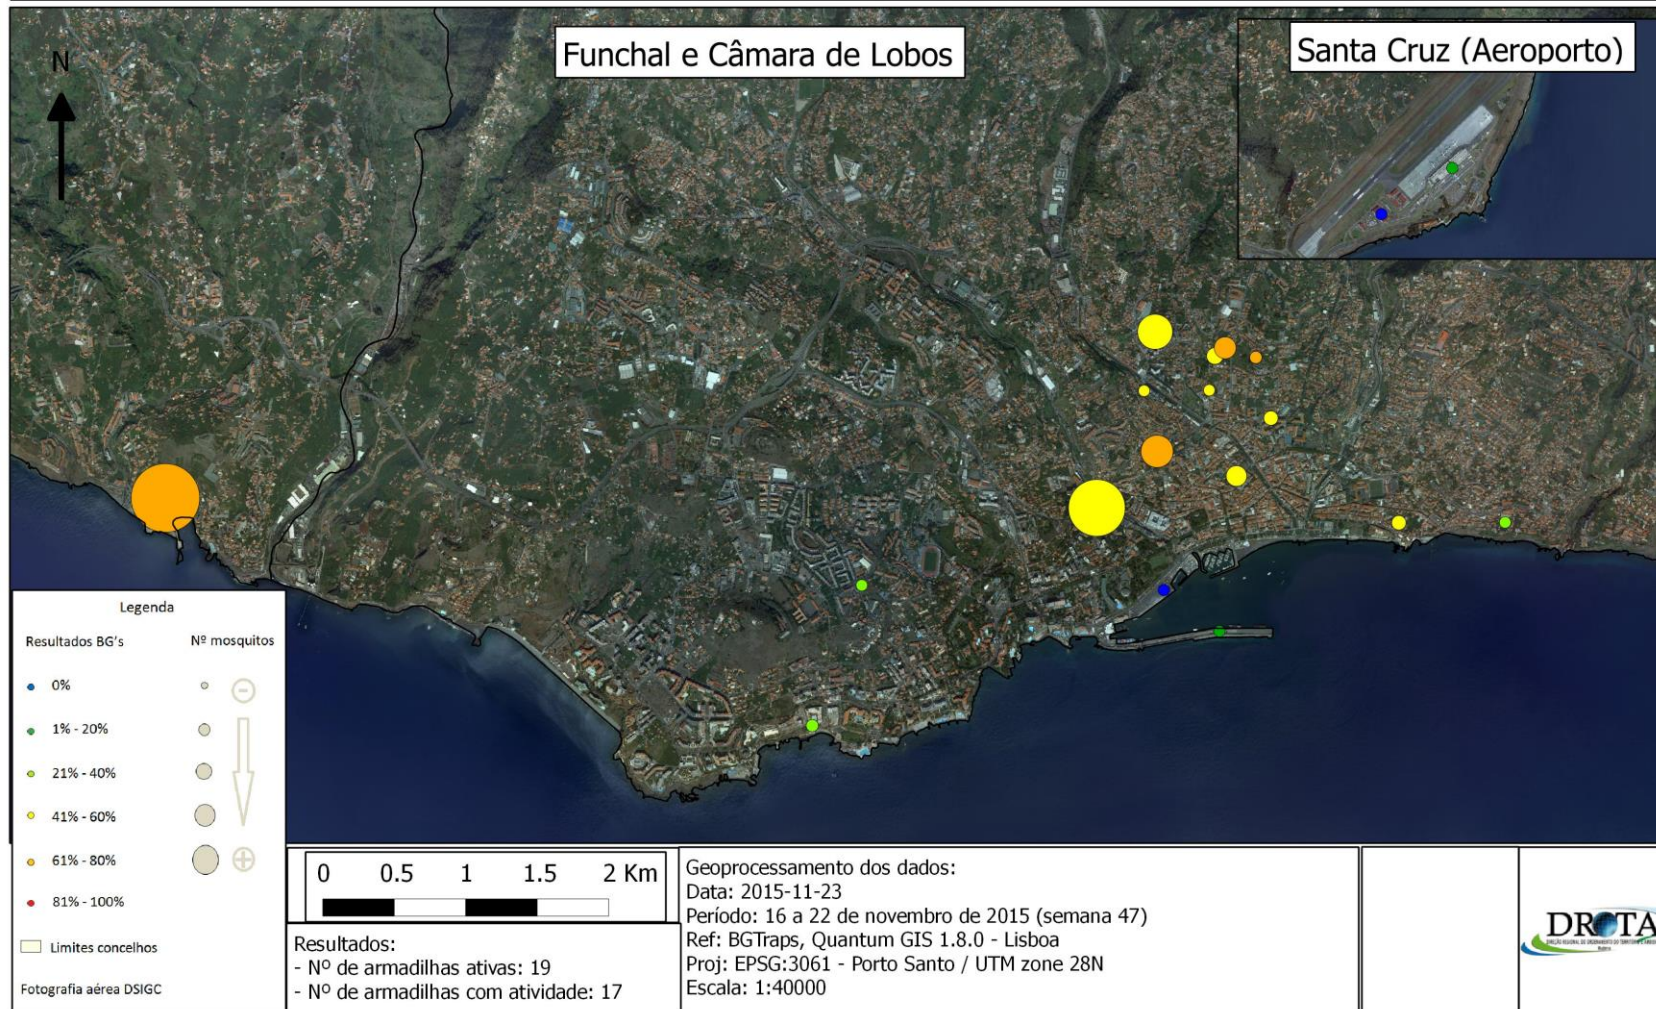 Funchal e Câmara de Lobos
Santa Cruz (Aeroporto)
N
Legenda
Resultados BG's
Nº mosquitos
0%
1% - 20%
21% - 40%
41% - 60%
61% - 80%
81% - 100%
Limites concelhos
Fotografia aérea DSIGC
0 0.5 1 1.5 2 Km
Resultados:
- Nº de armadilhas ativas: 19
- Nº de armadilhas com atividade: 17
Geoprocessamento dos dados:
Data: 2015-11-23
Período: 16 a 22 de novembro de 2015 (semana 47)
Ref: BGTraps, Quantum GIS 1.8.0 - Lisboa
Proj: EPSG:3061 - Porto Santo / UTM zone 28N
Escala: 1:40000
DROTA